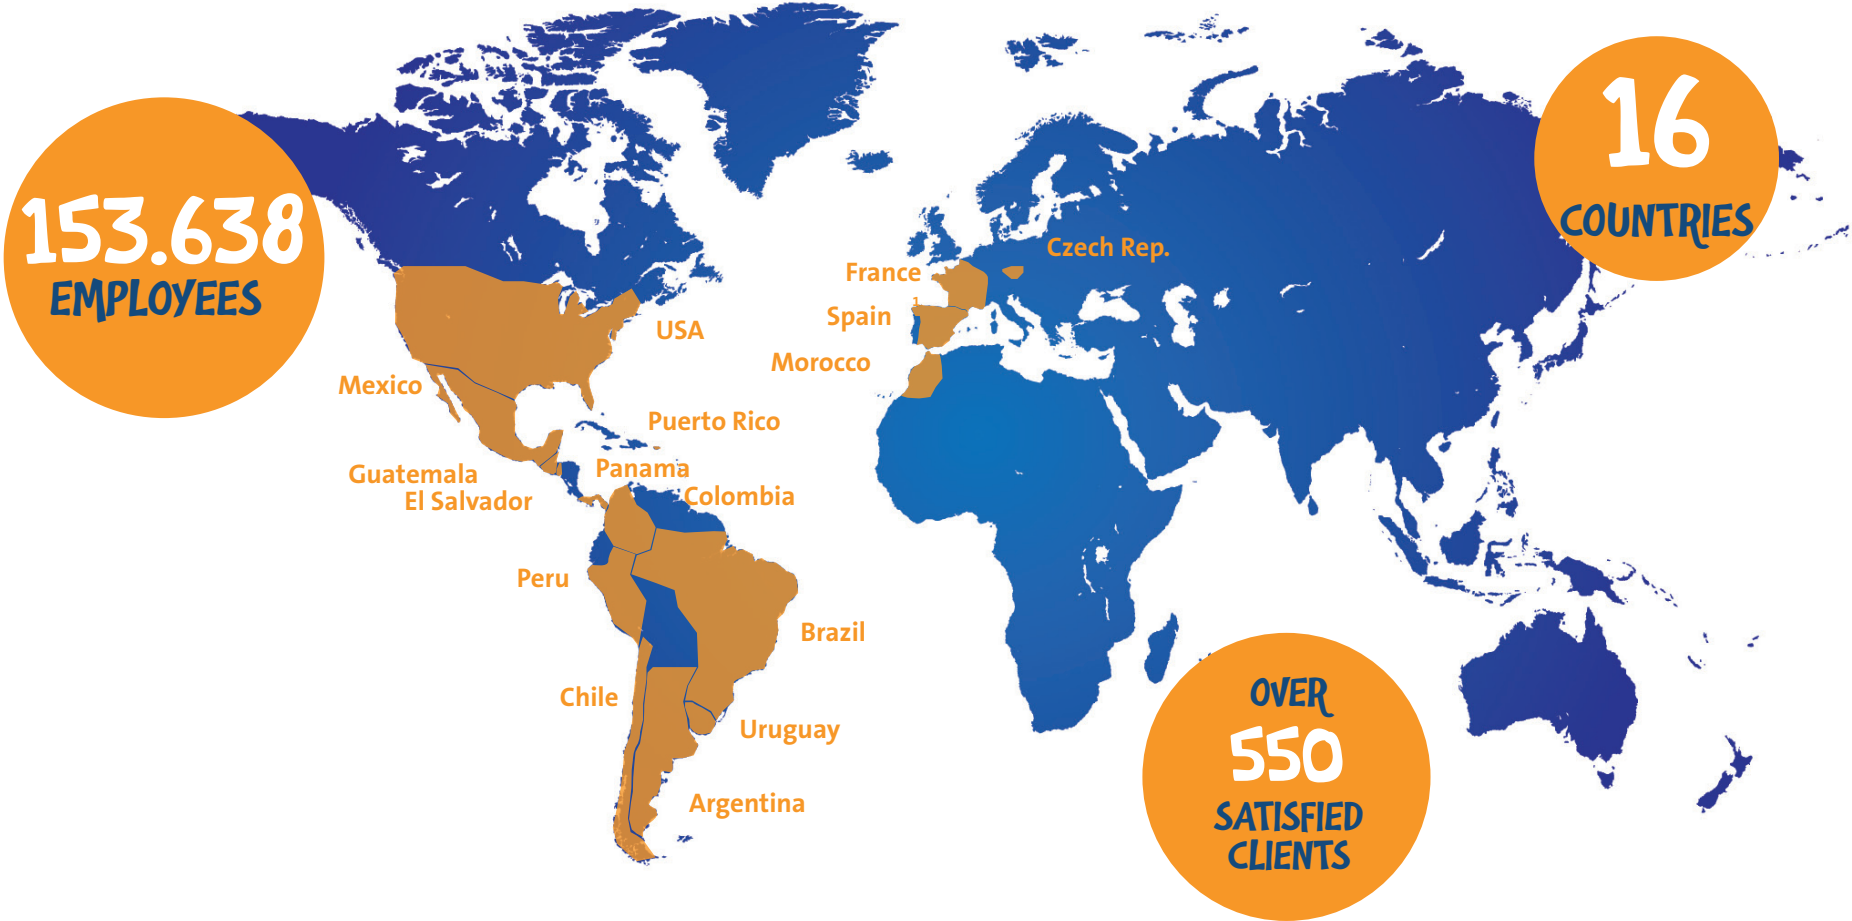 16
COUNTRIES
153.638
EMPLOYEES
Czech Rep.
France
1
Spain
USA
Morocco
Mexico
Puerto Rico
Panama
Guatemala
Colombia
El Salvador
Peru
Brazil
Chile
Uruguay
Argentina
OVER
550
SATISFIED
CLIENTS